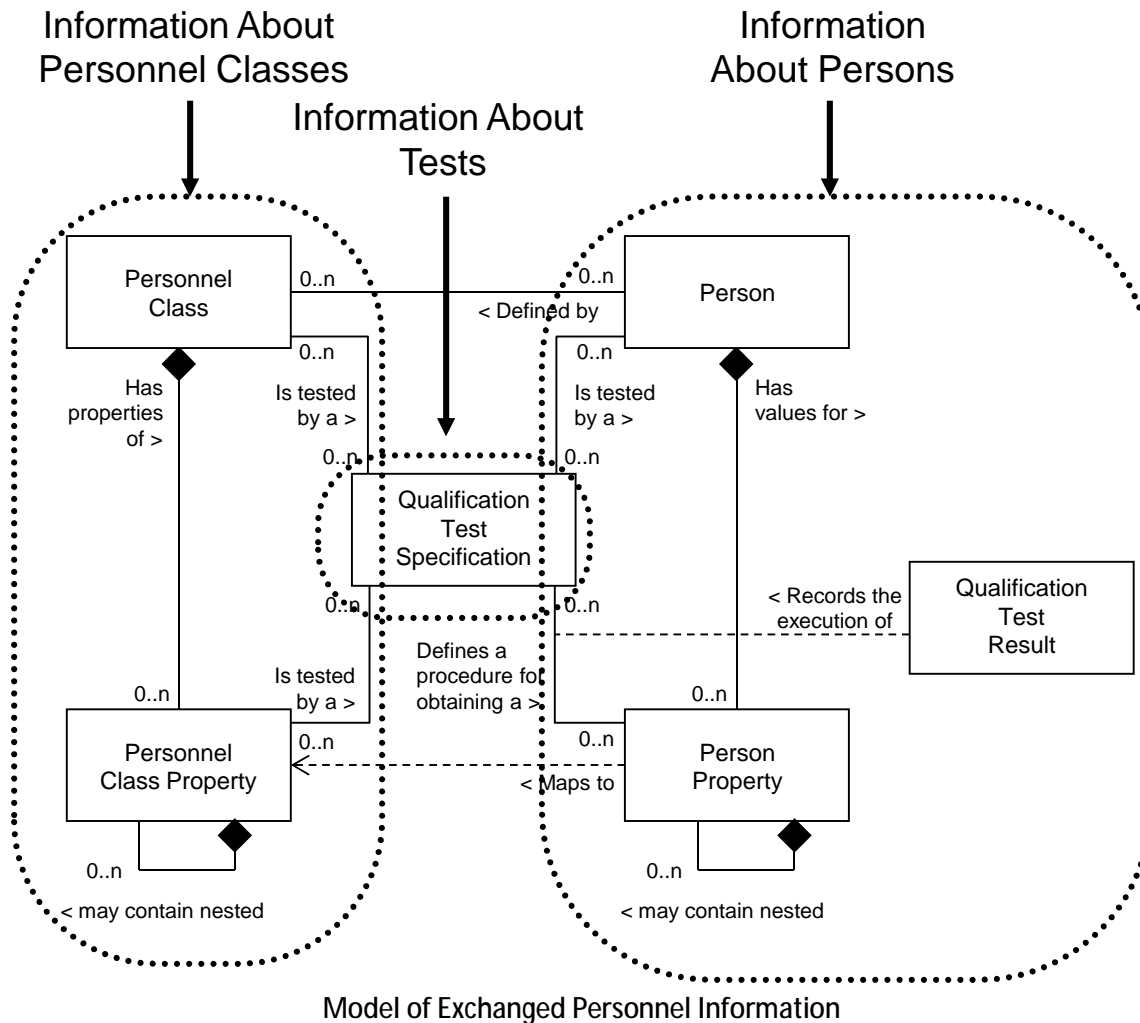 Information About
Personnel Classes
Information
About Persons
Information About
Tests
Personnel
Class
0..n
0..n
< Defined by
Person
0..n
0..n
Has
properties
of >
Is tested
by a >
Is tested
by a >
Has
values for >
0..n
0..n
Qualification
Test
Specification
0..n
0..n
< Records the
execution of
Qualification
Test
Result
Is tested
by a >
Defines a
procedure for
obtaining a >
0..n
0..n
Personnel
Class Property
0..n
0..n
< Maps to
Person
Property
0..n
0..n
< may contain nested
< may contain nested
Model of Exchanged Personnel Information